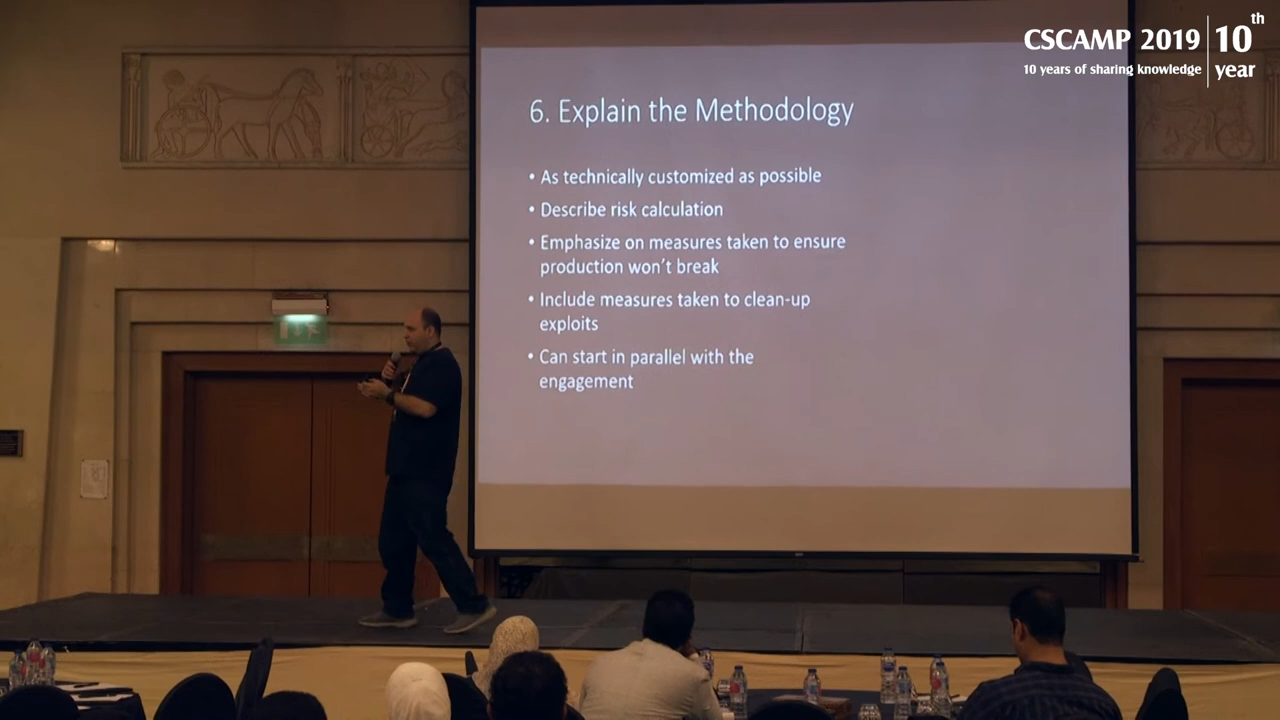 CSCAMP 2019
10 years of sharing knowledge
10th
year
6. Explain the Methodology
• As technically customized as possible
• Describe risk calculation
• Emphasize on measures taken to ensure
production won't break
• Include measures taken to clean-up
exploits
• Can start in parallel with the
engagement